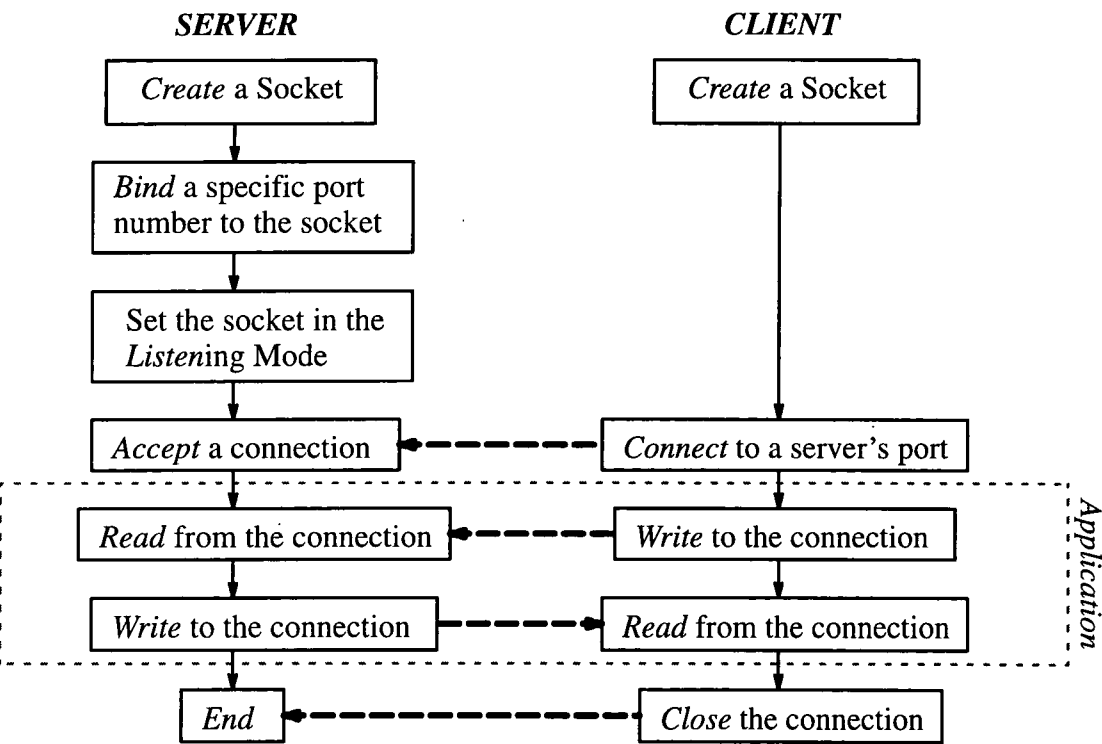 SERVER
CLIENT
Create a Socket
Create a Socket
Bind a specific port
number to the socket
Set the socket in the
Listening Mode
Accept a connection
Connect to a server's port
Read from the connection
Write to the connection
Application
Write to the connection
Read from the connection
End
Close the connection